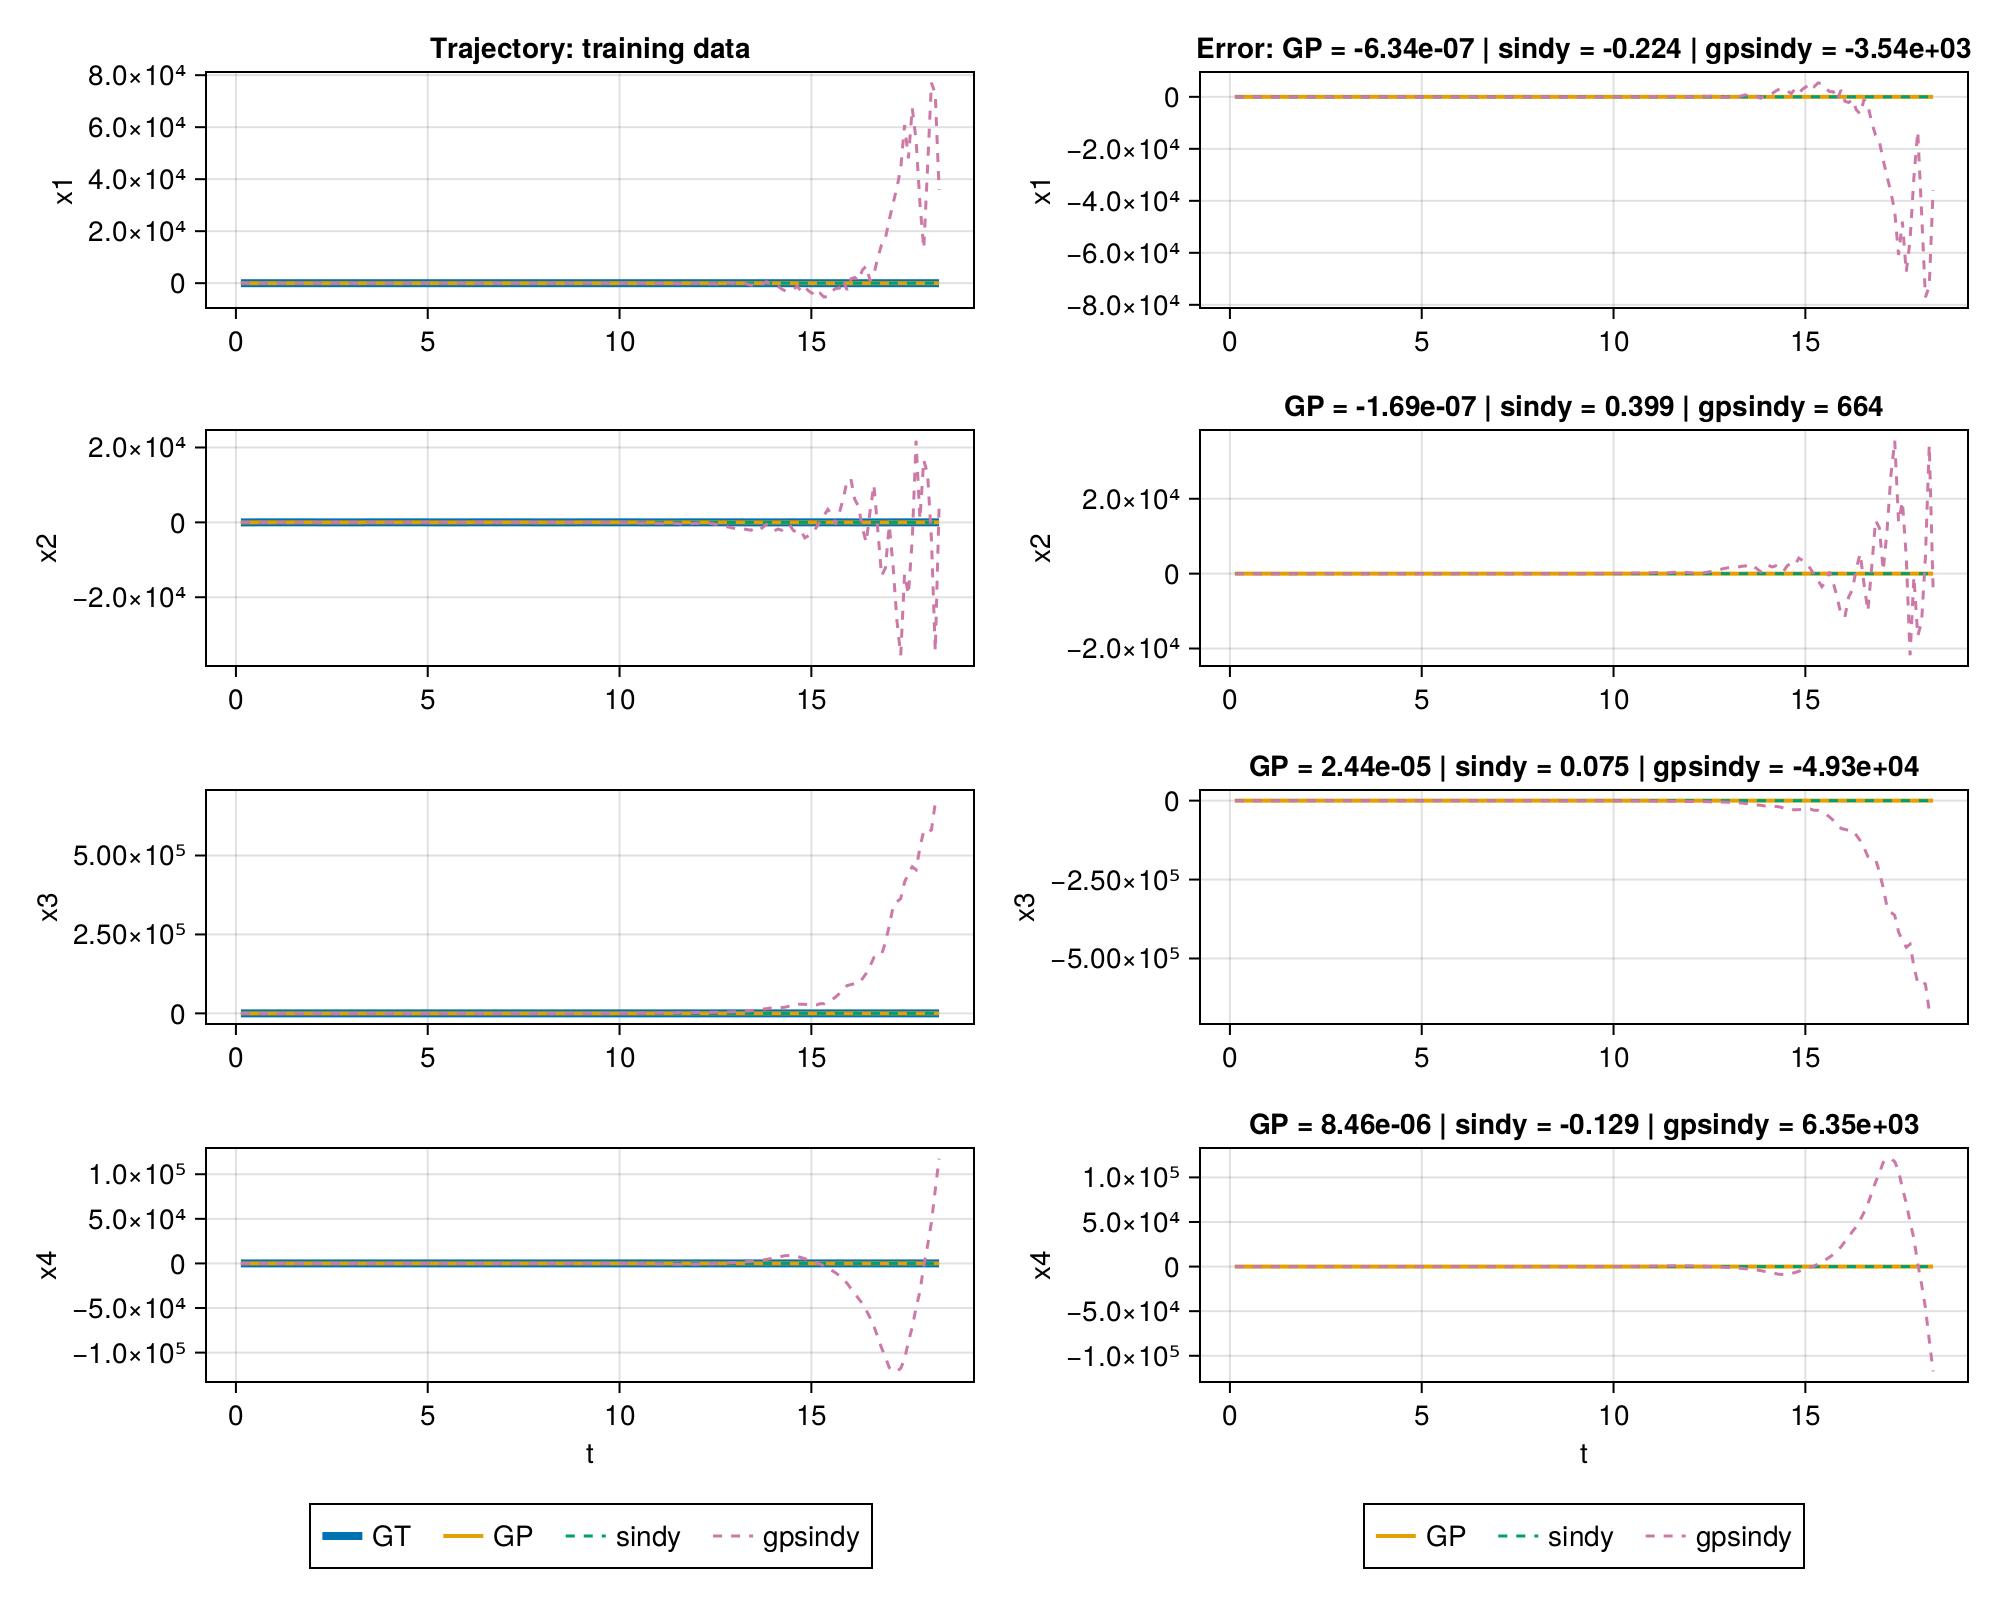 Trajectory: training data
x1
8.0×10⁴
6.0×10⁴
4.0×10⁴
2.0×10⁴
0
0 5 10 15
Error: GP = -6.34e-07 | sindy = -0.224 | gpsindy = -3.54e+03
x1
0
−2.0×10⁴
−4.0×10⁴
−6.0×10⁴
−8.0×10⁴
0 5 10 15
x2
2.0×10⁴
0
−2.0×10⁴
0 5 10 15
GP = -1.69e-07 | sindy = 0.399 | gpsindy = 664
x2
2.0×10⁴
0
−2.0×10⁴
0 5 10 15
x3
5.00×10⁵
2.50×10⁵
0
0 5 10 15
GP = 2.44e-05 | sindy = 0.075 | gpsindy = -4.93e+04
x3
0
−2.50×10⁵
−5.00×10⁵
0 5 10 15
x4
1.0×10⁵
5.0×10⁴
0
−5.0×10⁴
−1.0×10⁵
0 5 10 15
t
GP = 8.46e-06 | sindy = -0.129 | gpsindy = 6.35e+03
x4
1.0×10⁵
5.0×10⁴
0
−5.0×10⁴
−1.0×10⁵
0 5 10 15
t
GT GP sindy gpsindy
GP sindy gpsindy